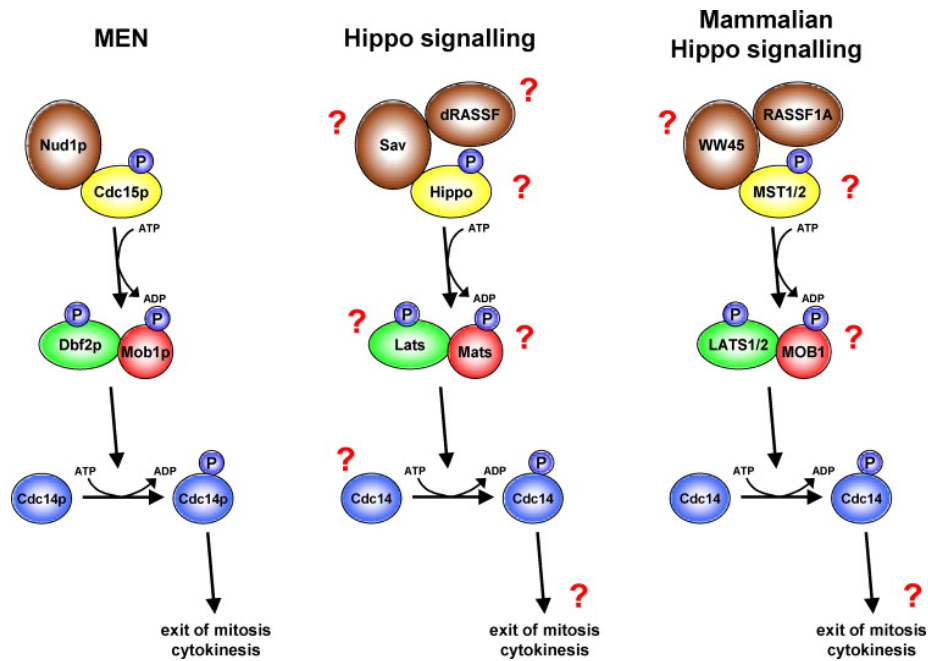 MEN
Nud1p
Cdc15p
P
ATP
ADP
P
P
Dbf2p
Mob1p
Cdc14p
ATP
ADP
P
Cdc14p
exit of mitosis
cytokinesis
Hippo signalling
?
?
dRASSF
Sav
P
Hippo
?
ATP
ADP
?
P
P
Lats
Mats
?
?
Cdc14
ATP
ADP
P
Cdc14
?
exit of mitosis
cytokinesis
Mammalian
Hippo signalling
?
RASSF1A
WW45
P
MST1/2
?
ATP
ADP
P
P
LATS1/2
MOB1
?
Cdc14
ATP
ADP
P
Cdc14
?
exit of mitosis
cytokinesis